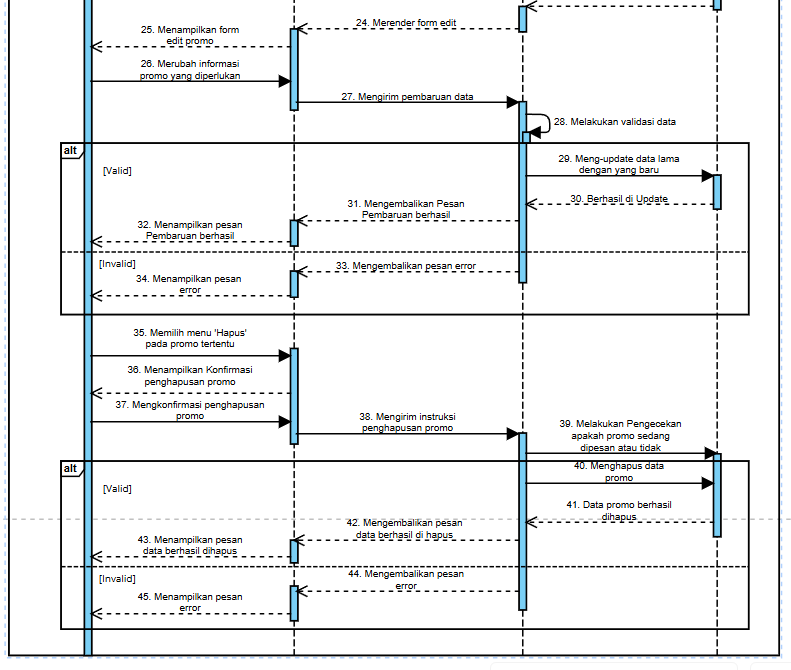 24. Merender form edit
25. Menampilkan form
edit promo
26. Merubah informasi
promo yang diperlukan
27. Mengirim pembaruan data
28. Melakukan validasi data
alt
[Valid]
29. Meng-update data lama
dengan yang baru
30. Berhasil di Update
31. Mengembalikan Pesan
Pembaruan berhasil
32. Menampilkan pesan
Pembaruan berhasil
[Invalid]
33. Mengembalikan pesan error
34. Menampilkan pesan
error
35. Memilih menu 'Hapus'
pada promo tertentu
36. Menampilkan Konfirmasi
penghapusan promo
37. Mengkonfirmasi penghapusan
promo
38. Mengirim instruksi
penghapusan promo
39. Melakukan Pengecekan
apakah promo sedang
dipesan atau tidak
alt
40. Menghapus data
promo
[Valid]
41. Data promo berhasil
dihapus
42. Mengembalikan pesan
data berhasil di hapus
43. Menampilkan pesan
data berhasil dihapus
[Invalid]
44. Mengembalikan pesan
error
45. Menampilkan pesan
error